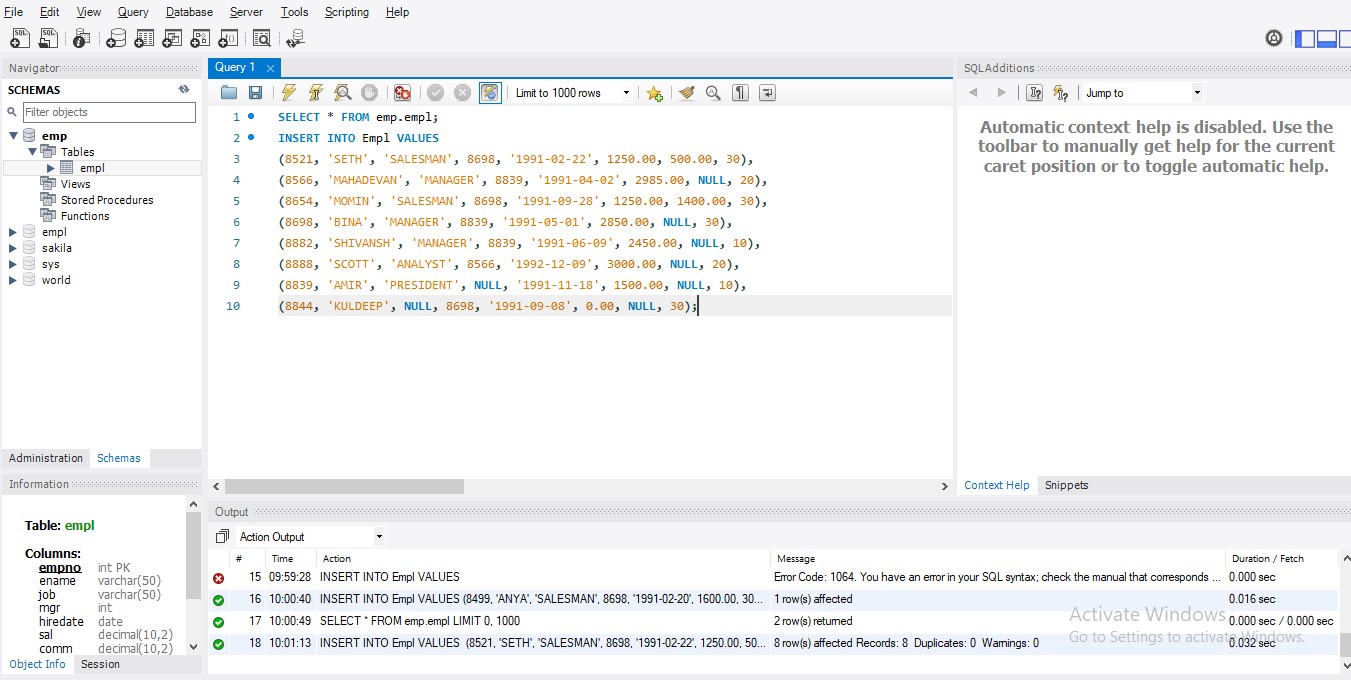 File Edit View Query Database Server Tools Scripting Help
Navigator
SCHEMAS
Filter objects
emp
Tables
empl
Views
Stored Procedures
Functions
empl
sakila
sys
world
Administration Schemas
Information
Table: empl
Columns:
empno int PK
ename varchar(50)
job varchar(50)
mgr int
hiredate date
sal decimal(10,2)
comm decimal(10,2)
Object Info Session
Query 1
Limit to 1000 rows
1 SELECT * FROM emp.empl;
2 INSERT INTO Empl VALUES
3 (8521, 'SETH', 'SALESMAN', 8698, '1991-02-22', 1250.00, 500.00, 30),
4 (8566, 'MAHADEVAN', 'MANAGER', 8839, '1991-04-02', 2985.00, NULL, 20),
5 (8654, 'MOMIN', 'SALESMAN', 8698, '1991-09-28', 1250.00, 1400.00, 30),
6 (8698, 'BINA', 'MANAGER', 8839, '1991-05-01', 2850.00, NULL, 30),
7 (8882, 'SHIVANSH', 'MANAGER', 8839, '1991-06-09', 2450.00, NULL, 10),
8 (8888, 'SCOTT', 'ANALYST', 8566, '1992-12-09', 3000.00, NULL, 20),
9 (8839, 'AMIR', 'PRESIDENT', NULL, '1991-11-18', 1500.00, NULL, 10),
10 (8844, 'KULDEEP', NULL, 8698, '1991-09-08', 0.00, NULL, 30);
SQLAdditions
Jump to
Automatic context help is disabled. Use the
toolbar to manually get help for the current
caret position or to toggle automatic help.
Context Help Snippets
Output
Action Output
# Time Action Message Duration / Fetch
15 09:59:28 INSERT INTO Empl VALUES Error Code: 1064. You have an error in your SQL syntax; check the manual that corresponds ... 0.000 sec
16 10:00:40 INSERT INTO Empl VALUES (8499, 'ANYA', 'SALESMAN', 8698, '1991-02-20', 1600.00, 30... 1 row(s) affected 0.016 sec
17 10:00:49 SELECT * FROM emp.empl LIMIT 0, 1000 2 row(s) returned 0.000 sec / 0.000 sec
18 10:01:13 INSERT INTO Empl VALUES (8521, 'SETH', 'SALESMAN', 8698, '1991-02-22', 1250.00, 50... 8 row(s) affected Records: 8 Duplicates: 0 Warnings: 0 0.032 sec
Activate Windows
Go to Settings to activate Windows.